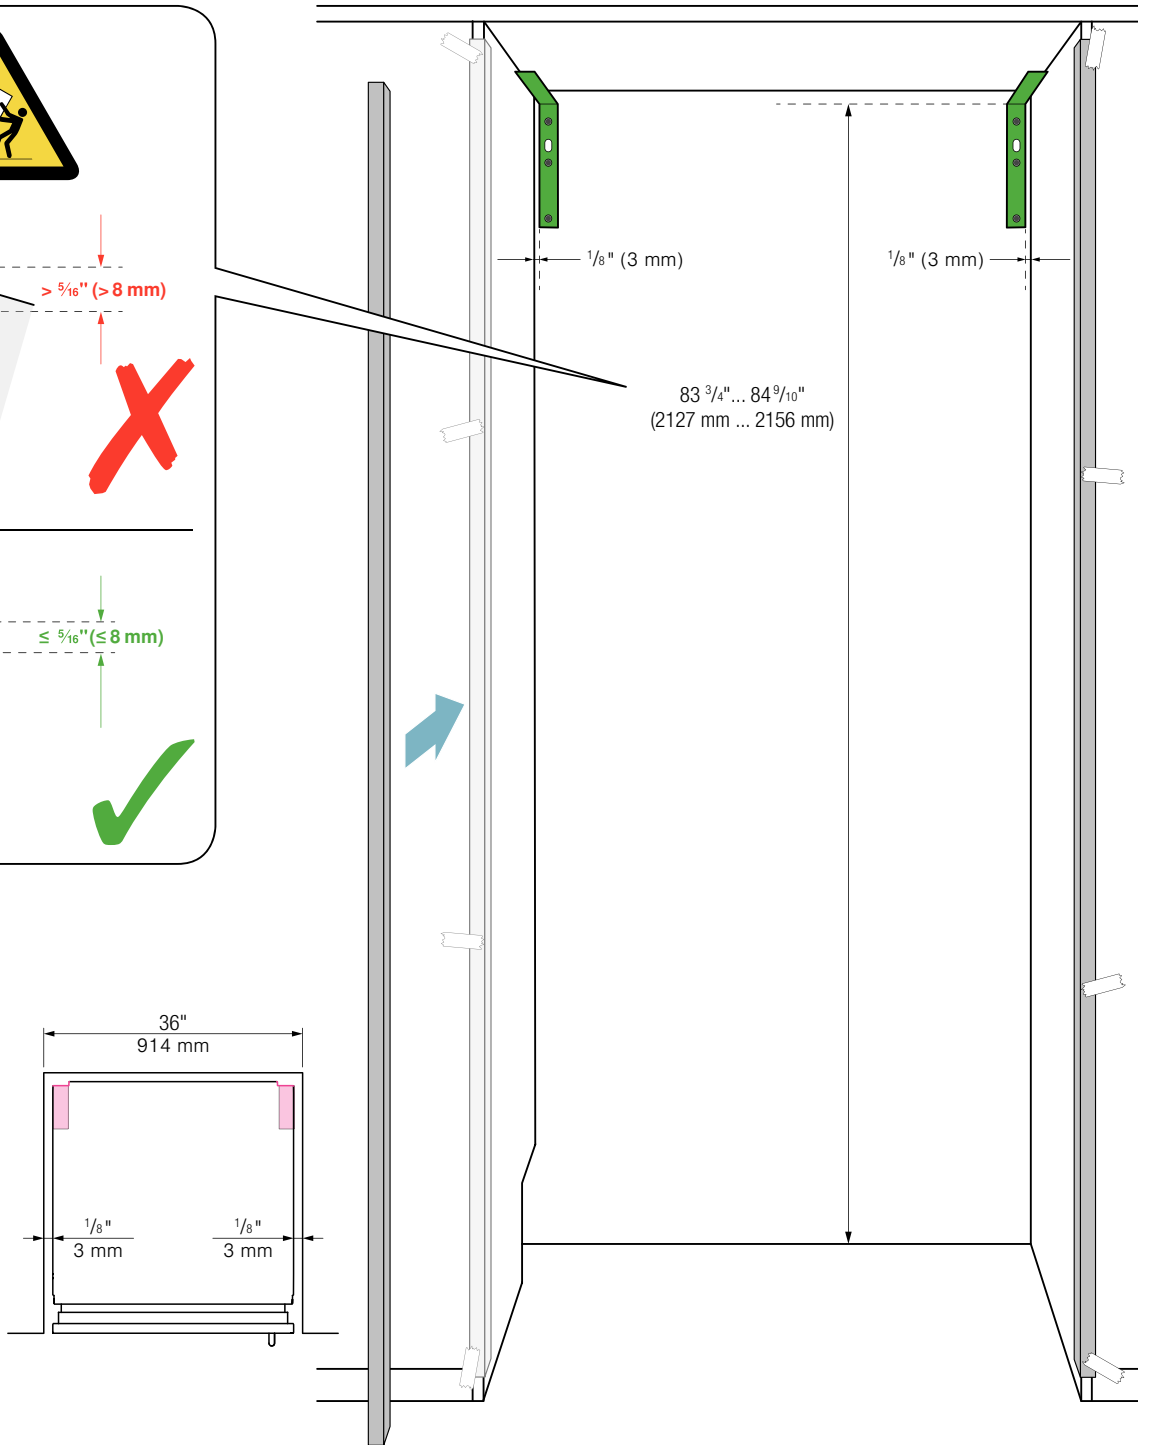 > 5/16" (> 8 mm)
≤ 5/16" (≤ 8 mm)
1/8" (3 mm)
1/8" (3 mm)
83 3/4"... 84 9/10"
(2127 mm ... 2156 mm)
36"
914 mm
1/8"
3 mm
1/8"
3 mm